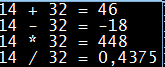 14 + 32 = 46
14 - 32 = -18
14 * 32 = 448
14 / 32 = 0,4375